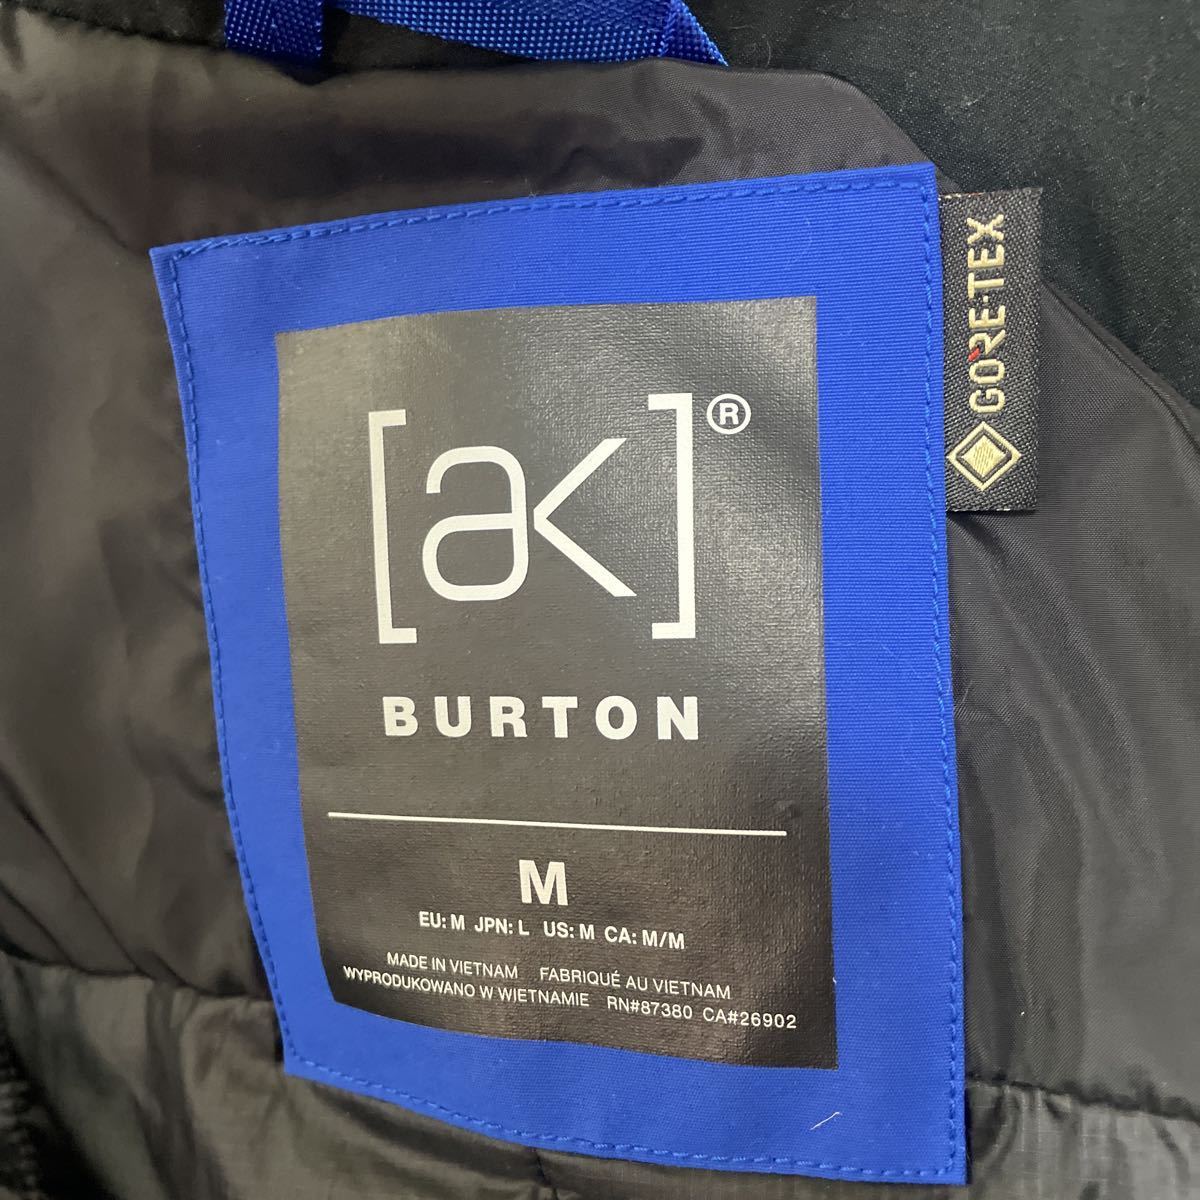 [ak]®
BURTON
M
EU: M JPN: L US: M CA: M/M
MADE IN VIETNAM FABRIQUÉ AU VIETNAM
WYPRODUKOWANO W WIETNAMIE RN#87380 CA#26902
GORE-TEX